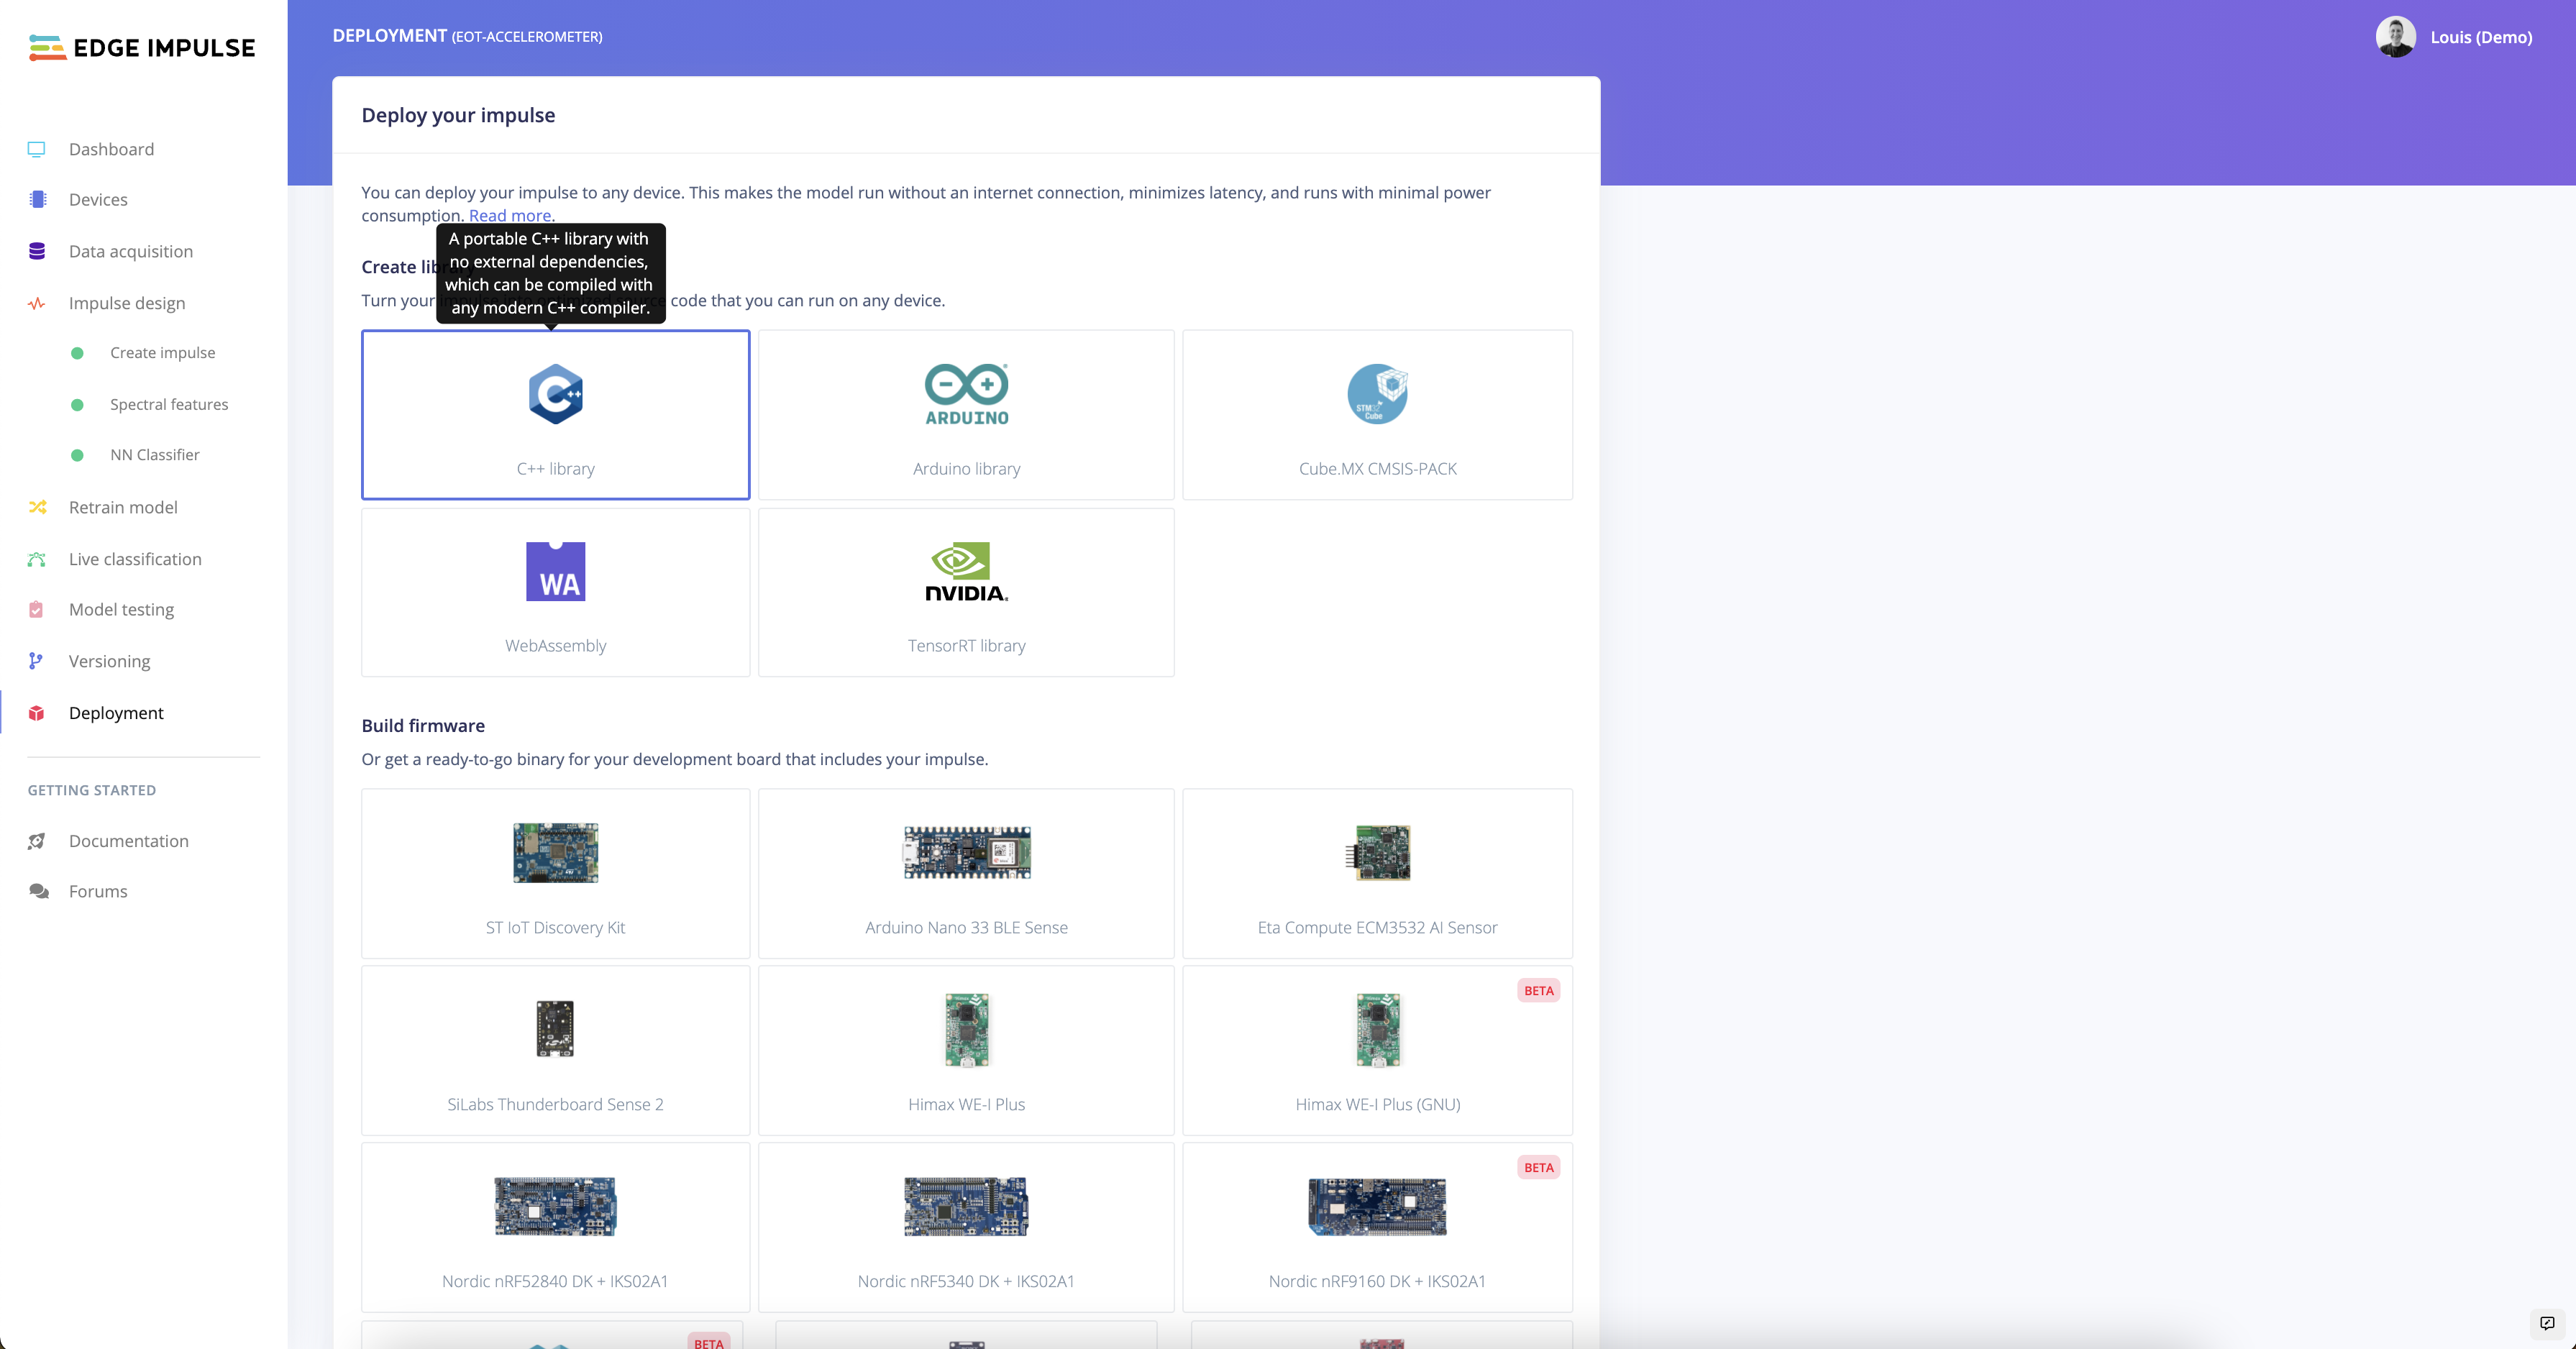 EDGE IMPULSE
Dashboard
Devices
Data acquisition
Impulse design
Create impulse
Spectral features
NN Classifier
Retrain model
Live classification
Model testing
Versioning
Deployment
GETTING STARTED
Documentation
Forums
DEPLOYMENT (EOT-ACCELEROMETER)
Louis (Demo)
Deploy your impulse
You can deploy your impulse to any device. This makes the model run without an internet connection, minimizes latency, and runs with minimal power
consumption. Read more.
A portable C++ library with
no external dependencies,
which can be compiled with
any modern C++ compiler.
Create library
Turn your impulse into optimized source code that you can run on any device.
C++
C++ library
ARDUINO
Arduino library
STM32
Cube
Cube.MX CMSIS-PACK
WA
WebAssembly
NVIDIA.
TensorRT library
Build firmware
Or get a ready-to-go binary for your development board that includes your impulse.
ST IoT Discovery Kit
Arduino Nano 33 BLE Sense
Eta Compute ECM3532 AI Sensor
SiLabs Thunderboard Sense 2
Himax WE-I Plus
BETA
Himax WE-I Plus (GNU)
Nordic nRF52840 DK + IKS02A1
Nordic nRF5340 DK + IKS02A1
BETA
Nordic nRF9160 DK + IKS02A1
BETA